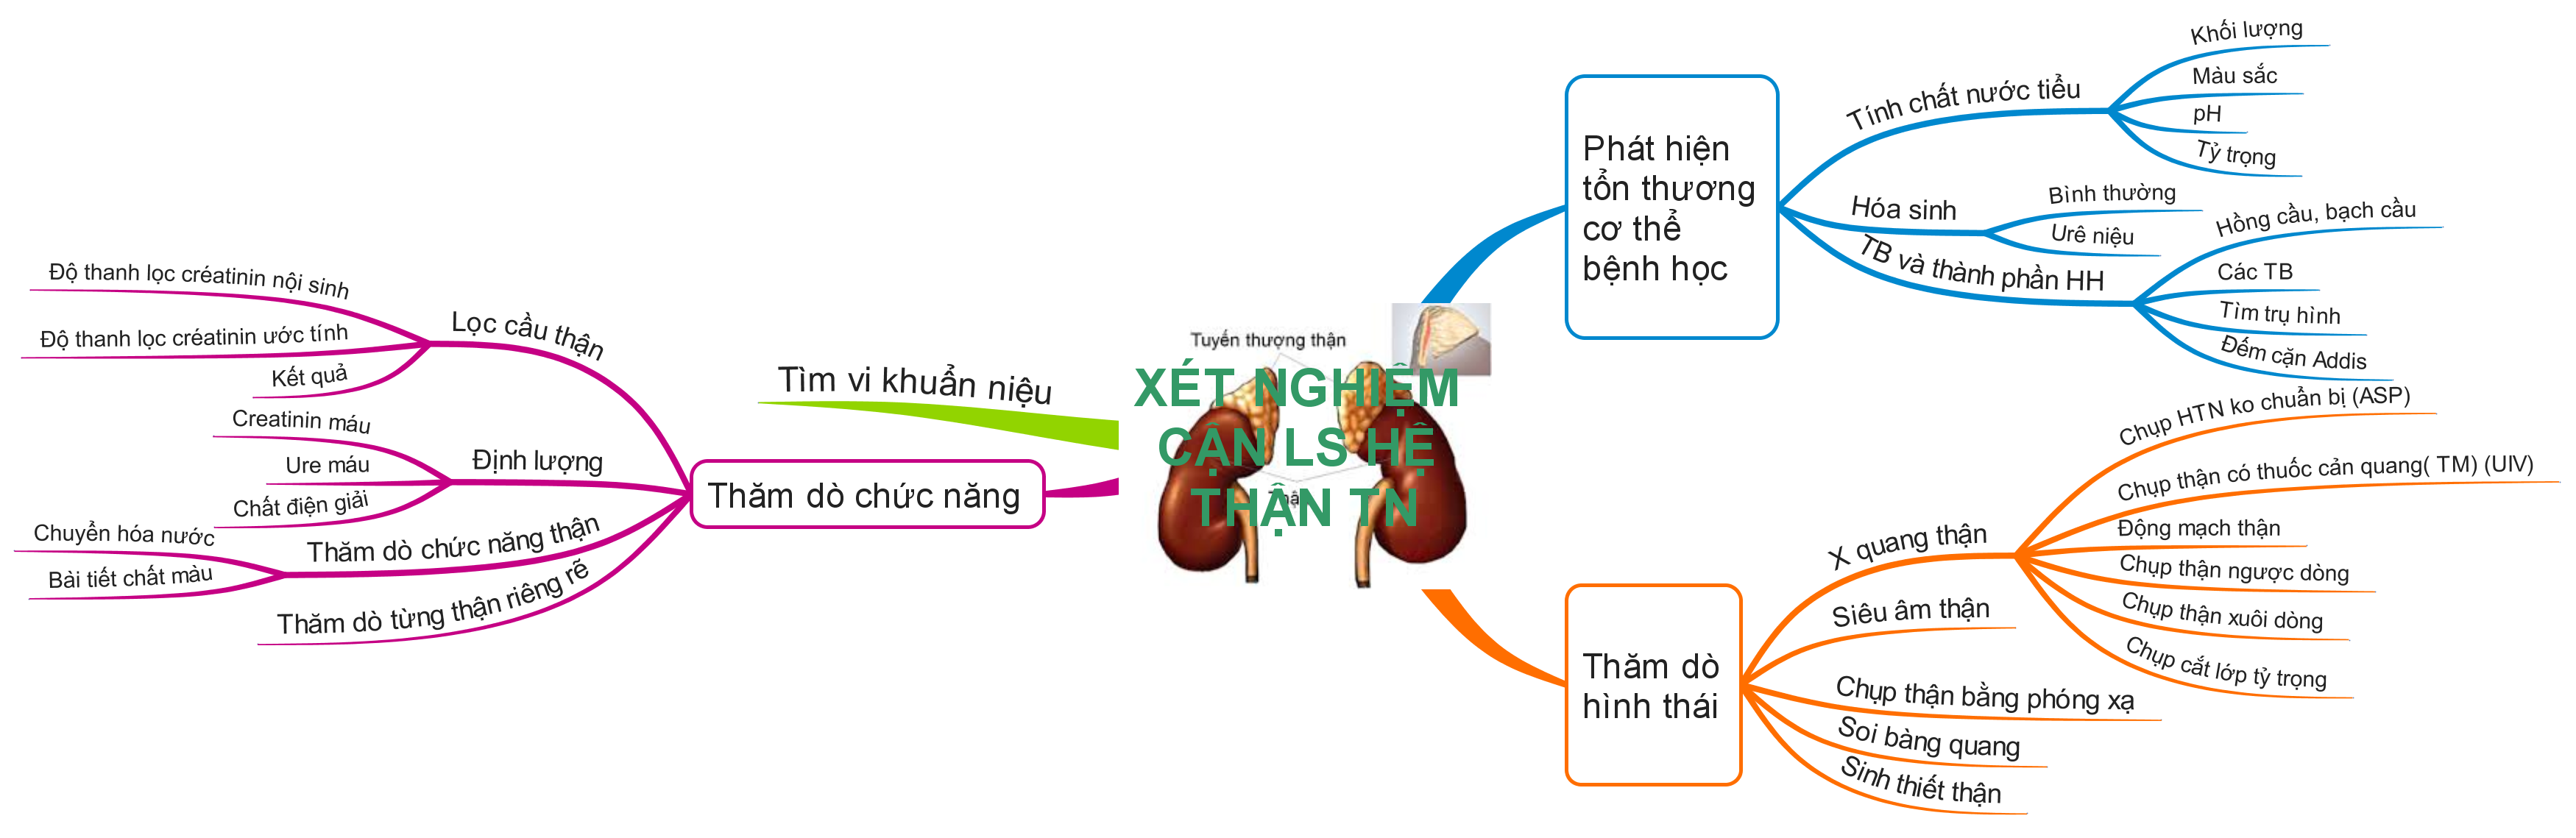 XÉT NGHIỆM
CẬN LS HỆ
THẬN TN
Tuyến thượng thận
Thận
Phát hiện
tổn thương
cơ thể
bệnh học
Tính chất nước tiểu
Khối lượng
Màu sắc
pH
Tỷ trọng
Hóa sinh
Bình thường
Urê niệu
TB và thành phần HH
Hồng cầu, bạch cầu
Các TB
Tìm trụ hình
Đếm cặn Addis
Thăm dò
hình thái
X quang thận
Chụp HTN ko chuẩn bị (ASP)
Chụp thận có thuốc cản quang( TM) (UIV)
Động mạch thận
Chụp thận ngược dòng
Chụp thận xuôi dòng
Chụp cắt lớp tỷ trọng
Siêu âm thận
Chụp thận bằng phóng xạ
Soi bàng quang
Sinh thiết thận
Tìm vi khuẩn niệu
Thăm dò chức năng
Lọc cầu thận
Độ thanh lọc créatinin nội sinh
Độ thanh lọc créatinin ước tính
Kết quả
Định lượng
Creatinin máu
Ure máu
Chất điện giải
Thăm dò chức năng thận
Chuyển hóa nước
Bài tiết chất màu
Thăm dò từng thận riêng rẽ